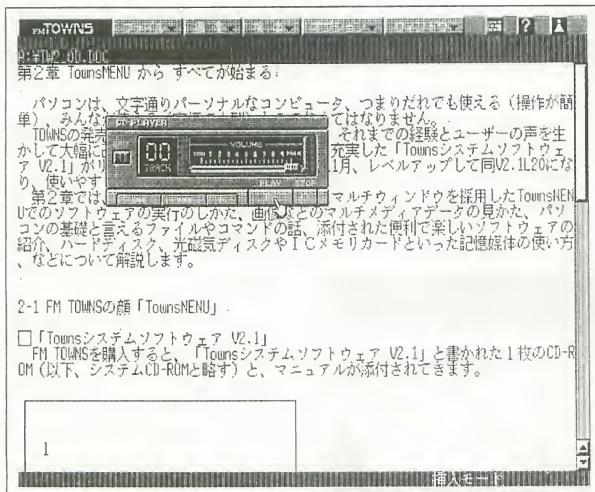 FMTOWNS ?
A:¥TW2_0D.DOC
第2章 TownsMENU から すべてが始まる
パソコンは、文字通りパーソナルなコンピュータ、つまりだれでも使える(操作が簡
単)、みんな てはなりません。
TOWNSの発売 それまでの経験とユーザーの声を生
かして大幅に 充実した「Townsシステムソフトウェ
ア V2.1」がリ 1月、レベルアップして同V2.1L20にな
り、使いやす
CD PLAYER
VOLUME
00
TRACK
MIN 1 2 3 4 5 6 7 8 9 MAX
PLAY STOP
第2章では、 マルチウィンドウを採用したTownsMEN
Uでのソフトウェアの実行のしかた、画像などのマルチメディアデータの見かた、パソ
コンの基礎と言えるファイルやコマンドの話、添付された便利で楽しいソフトウェアの
紹介、ハードディスク、光磁気ディスクやICメモリカードといった記憶媒体の使い方
、などについて解説します。
2-1 FM TOWNSの顔「TownsMENU」
□「Townsシステムソフトウェア V2.1」
FM TOWNSを購入すると、「Townsシステムソフトウェア V2.1」と書かれた1枚のCD-R
OM(以下、システムCD-ROMと略す)と、マニュアルが添付されてきます。
1
挿入モード